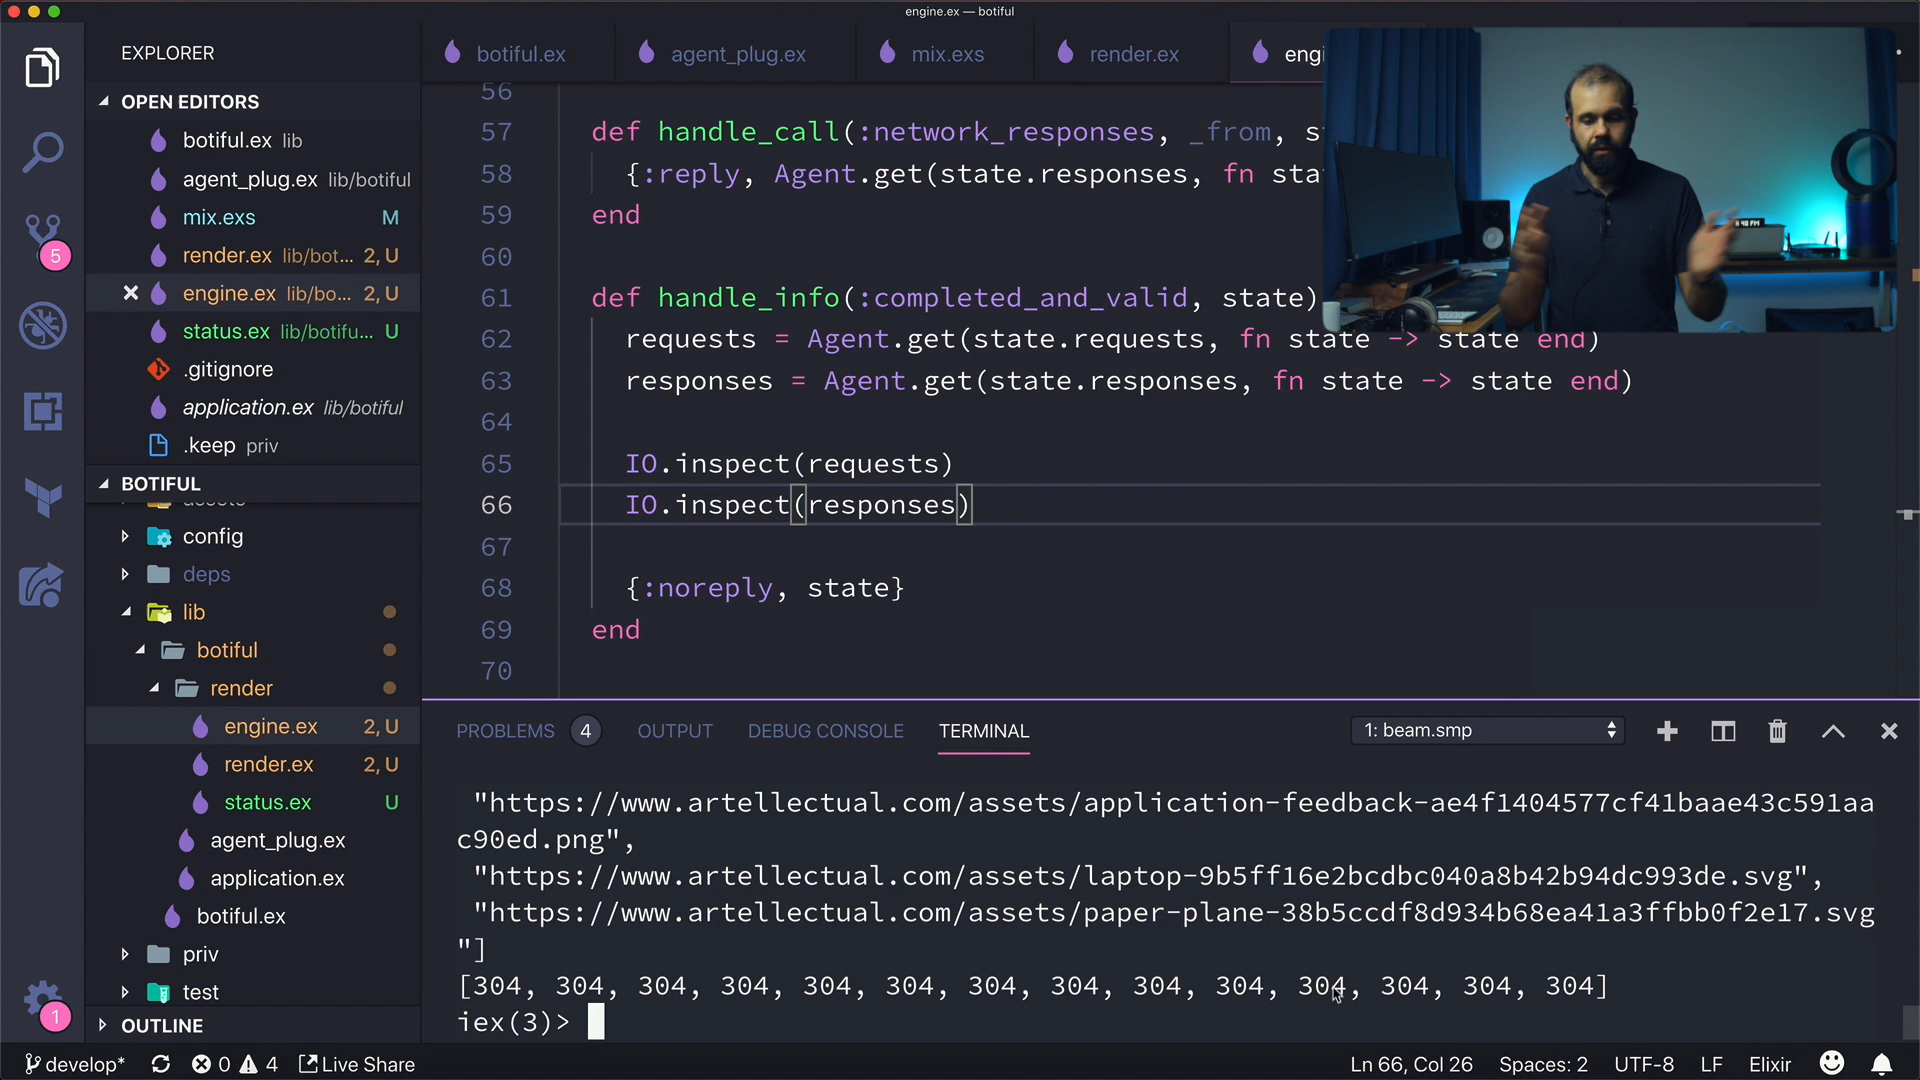 engine.ex — botiful
EXPLORER
OPEN EDITORS
botiful.ex lib
agent_plug.ex lib/botiful
mix.exs M
render.ex lib/bot... 2, U
engine.ex lib/bo... 2, U
status.ex lib/botifu... U
.gitignore
application.ex lib/botiful
.keep priv
BOTIFUL
assets
config
deps
lib
botiful
render
engine.ex 2, U
render.ex 2, U
status.ex U
agent_plug.ex
application.ex
botiful.ex
priv
test
OUTLINE
5
1
botiful.ex agent_plug.ex mix.exs render.ex eng
56
57 def handle_call(:network_responses, _from, st
58 {:reply, Agent.get(state.responses, fn sta
59 end
60
61 def handle_info(:completed_and_valid, state)
62 requests = Agent.get(state.requests, fn state -> state end)
63 responses = Agent.get(state.responses, fn state -> state end)
64
65 IO.inspect(requests)
66 IO.inspect(responses)
67
68 {:noreply, state}
69 end
70
PROBLEMS 4 OUTPUT DEBUG CONSOLE TERMINAL 1: beam.smp
"https://www.artellectual.com/assets/application-feedback-ae4f1404577cf41baae43c591aa
c90ed.png",
"https://www.artellectual.com/assets/laptop-9b5ff16e2bcdbc040a8b42b94dc993de.svg",
"https://www.artellectual.com/assets/paper-plane-38b5ccdf8d934b68ea41a3ffbb0f2e17.svg
"]
[304, 304, 304, 304, 304, 304, 304, 304, 304, 304, 304, 304, 304, 304]
iex(3)>
develop* 0 4 Live Share Ln 66, Col 26 Spaces: 2 UTF-8 LF Elixir